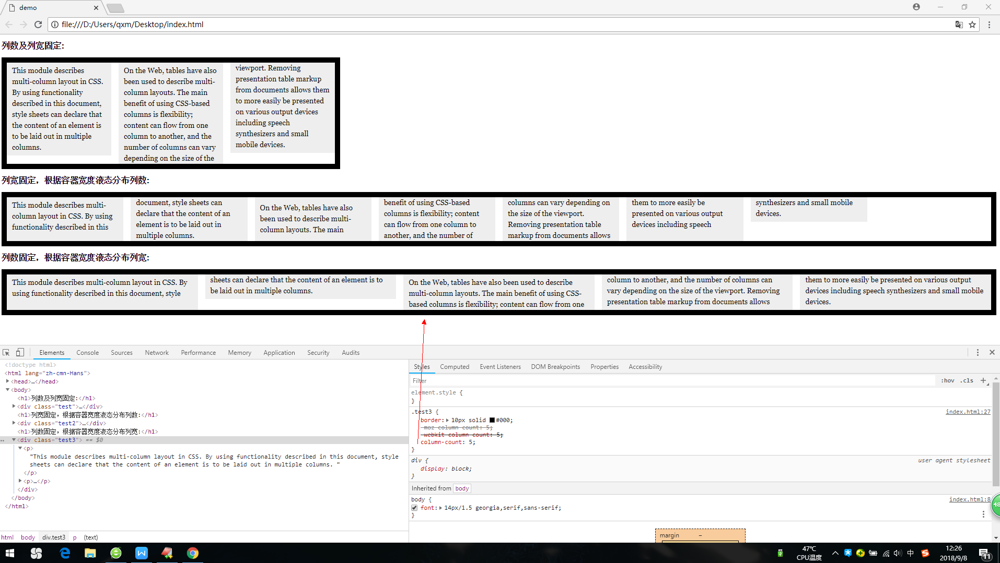 demo
file:///D:/Users/qxm/Desktop/index.html
列数及列宽固定:
This module describes
multi-column layout in CSS.
By using functionality
described in this document,
style sheets can declare that
the content of an element is
to be laid out in multiple
columns.
On the Web, tables have also
been used to describe multi-
column layouts. The main
benefit of using CSS-based
columns is flexibility;
content can flow from one
column to another, and the
number of columns can vary
depending on the size of the
viewport. Removing
presentation table markup
from documents allows them
to more easily be presented
on various output devices
including speech
synthesizers and small
mobile devices.
列宽固定，根据容器宽度液态分布列数:
This module describes multi-
column layout in CSS. By using
functionality described in this
document, style sheets can
declare that the content of an
element is to be laid out in
multiple columns.
On the Web, tables have also
been used to describe multi-
column layouts. The main
benefit of using CSS-based
columns is flexibility; content
can flow from one column to
another, and the number of
columns can vary depending on
the size of the viewport.
Removing presentation table
markup from documents allows
them to more easily be
presented on various output
devices including speech
synthesizers and small mobile
devices.
列数固定，根据容器宽度液态分布列宽:
This module describes multi-column layout in CSS. By
using functionality described in this document, style
sheets can declare that the content of an element is to
be laid out in multiple columns.
On the Web, tables have also been used to describe
multi-column layouts. The main benefit of using CSS-
based columns is flexibility; content can flow from one
column to another, and the number of columns can
vary depending on the size of the viewport. Removing
presentation table markup from documents allows
them to more easily be presented on various output
devices including speech synthesizers and small mobile
devices.
Elements Console Sources Network Performance Memory Application Security Audits
<!doctype html>
<html lang="zh-cmn-Hans">
<head>…</head>
<body>
<h1>列数及列宽固定:</h1>
<div class="test">…</div>
<h1>列宽固定，根据容器宽度液态分布列数:</h1>
<div class="test2">…</div>
<h1>列数固定，根据容器宽度液态分布列宽:</h1>
<div class="test3"> == $0
<p>
"This module describes multi-column layout in CSS. By using functionality described in this document, style
sheets can declare that the content of an element is to be laid out in multiple columns. "
</p>
<p>…</p>
</div>
</body>
</html>
html body div.test3 p (text)
Styles Computed Event Listeners DOM Breakpoints Properties Accessibility
Filter :hov .cls +
element.style {
}
.test3 { index.html:27
border: 10px solid #000;
-moz-column-count: 5;
-webkit-column-count: 5;
column-count: 5;
}
div { user agent stylesheet
display: block;
}
Inherited from body
body { index.html:8
font: 14px/1.5 georgia,serif,sans-serif;
}
margin –
48
47℃
CPU温度
中
12:26
2018/9/8
11